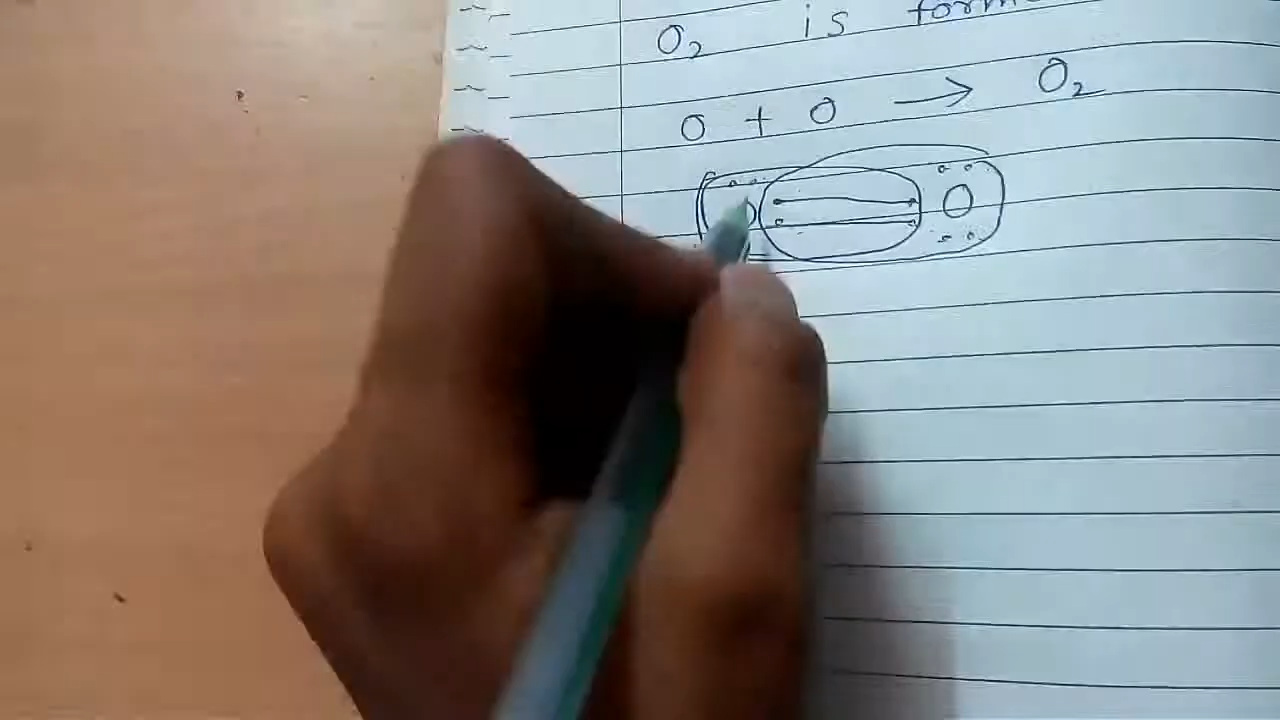 O₂ is
O + O → O₂
O O